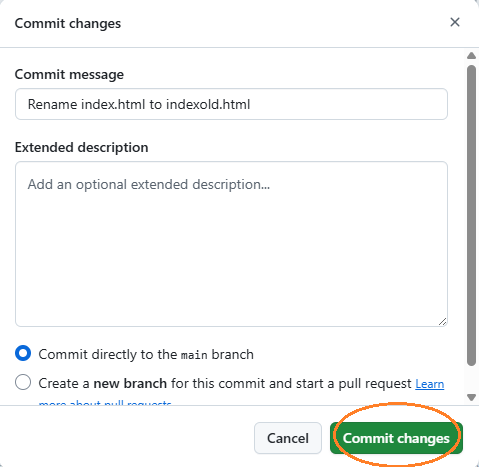 Commit changes
Commit message
Rename index.html to indexold.html
Extended description
Add an optional extended description...
Commit directly to the main branch
Create a new branch for this commit and start a pull request Learn
more about pull requests
Cancel
Commit changes